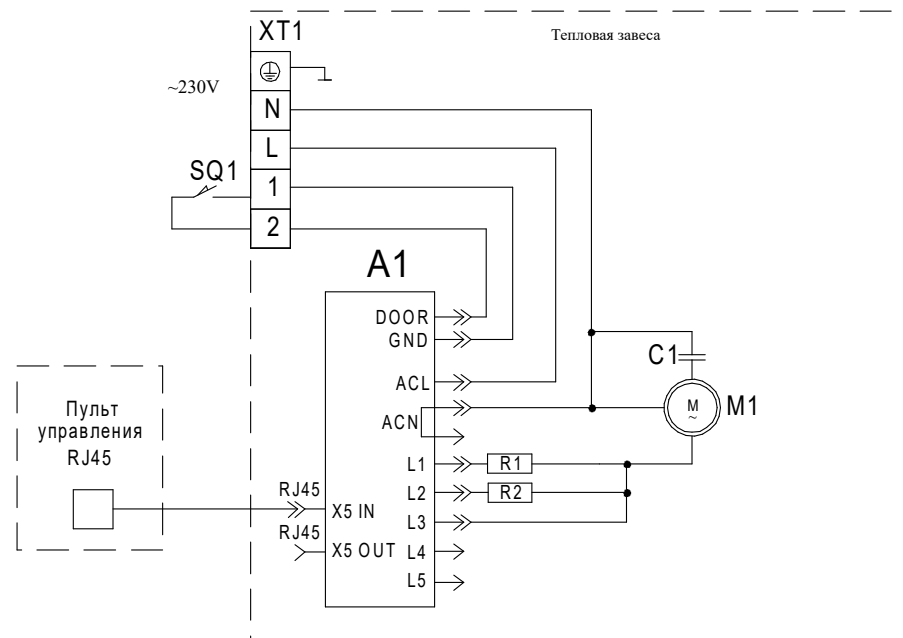 XT1
Тепловая завеса
~230V
N
L
SQ1
1
2
A1
DOOR
GND
C1
ACL
M
~
M1
ACN
Пульт
управления
RJ45
L1
R1
L2
R2
RJ45
X5 IN
L3
RJ45
X5 OUT
L4
L5